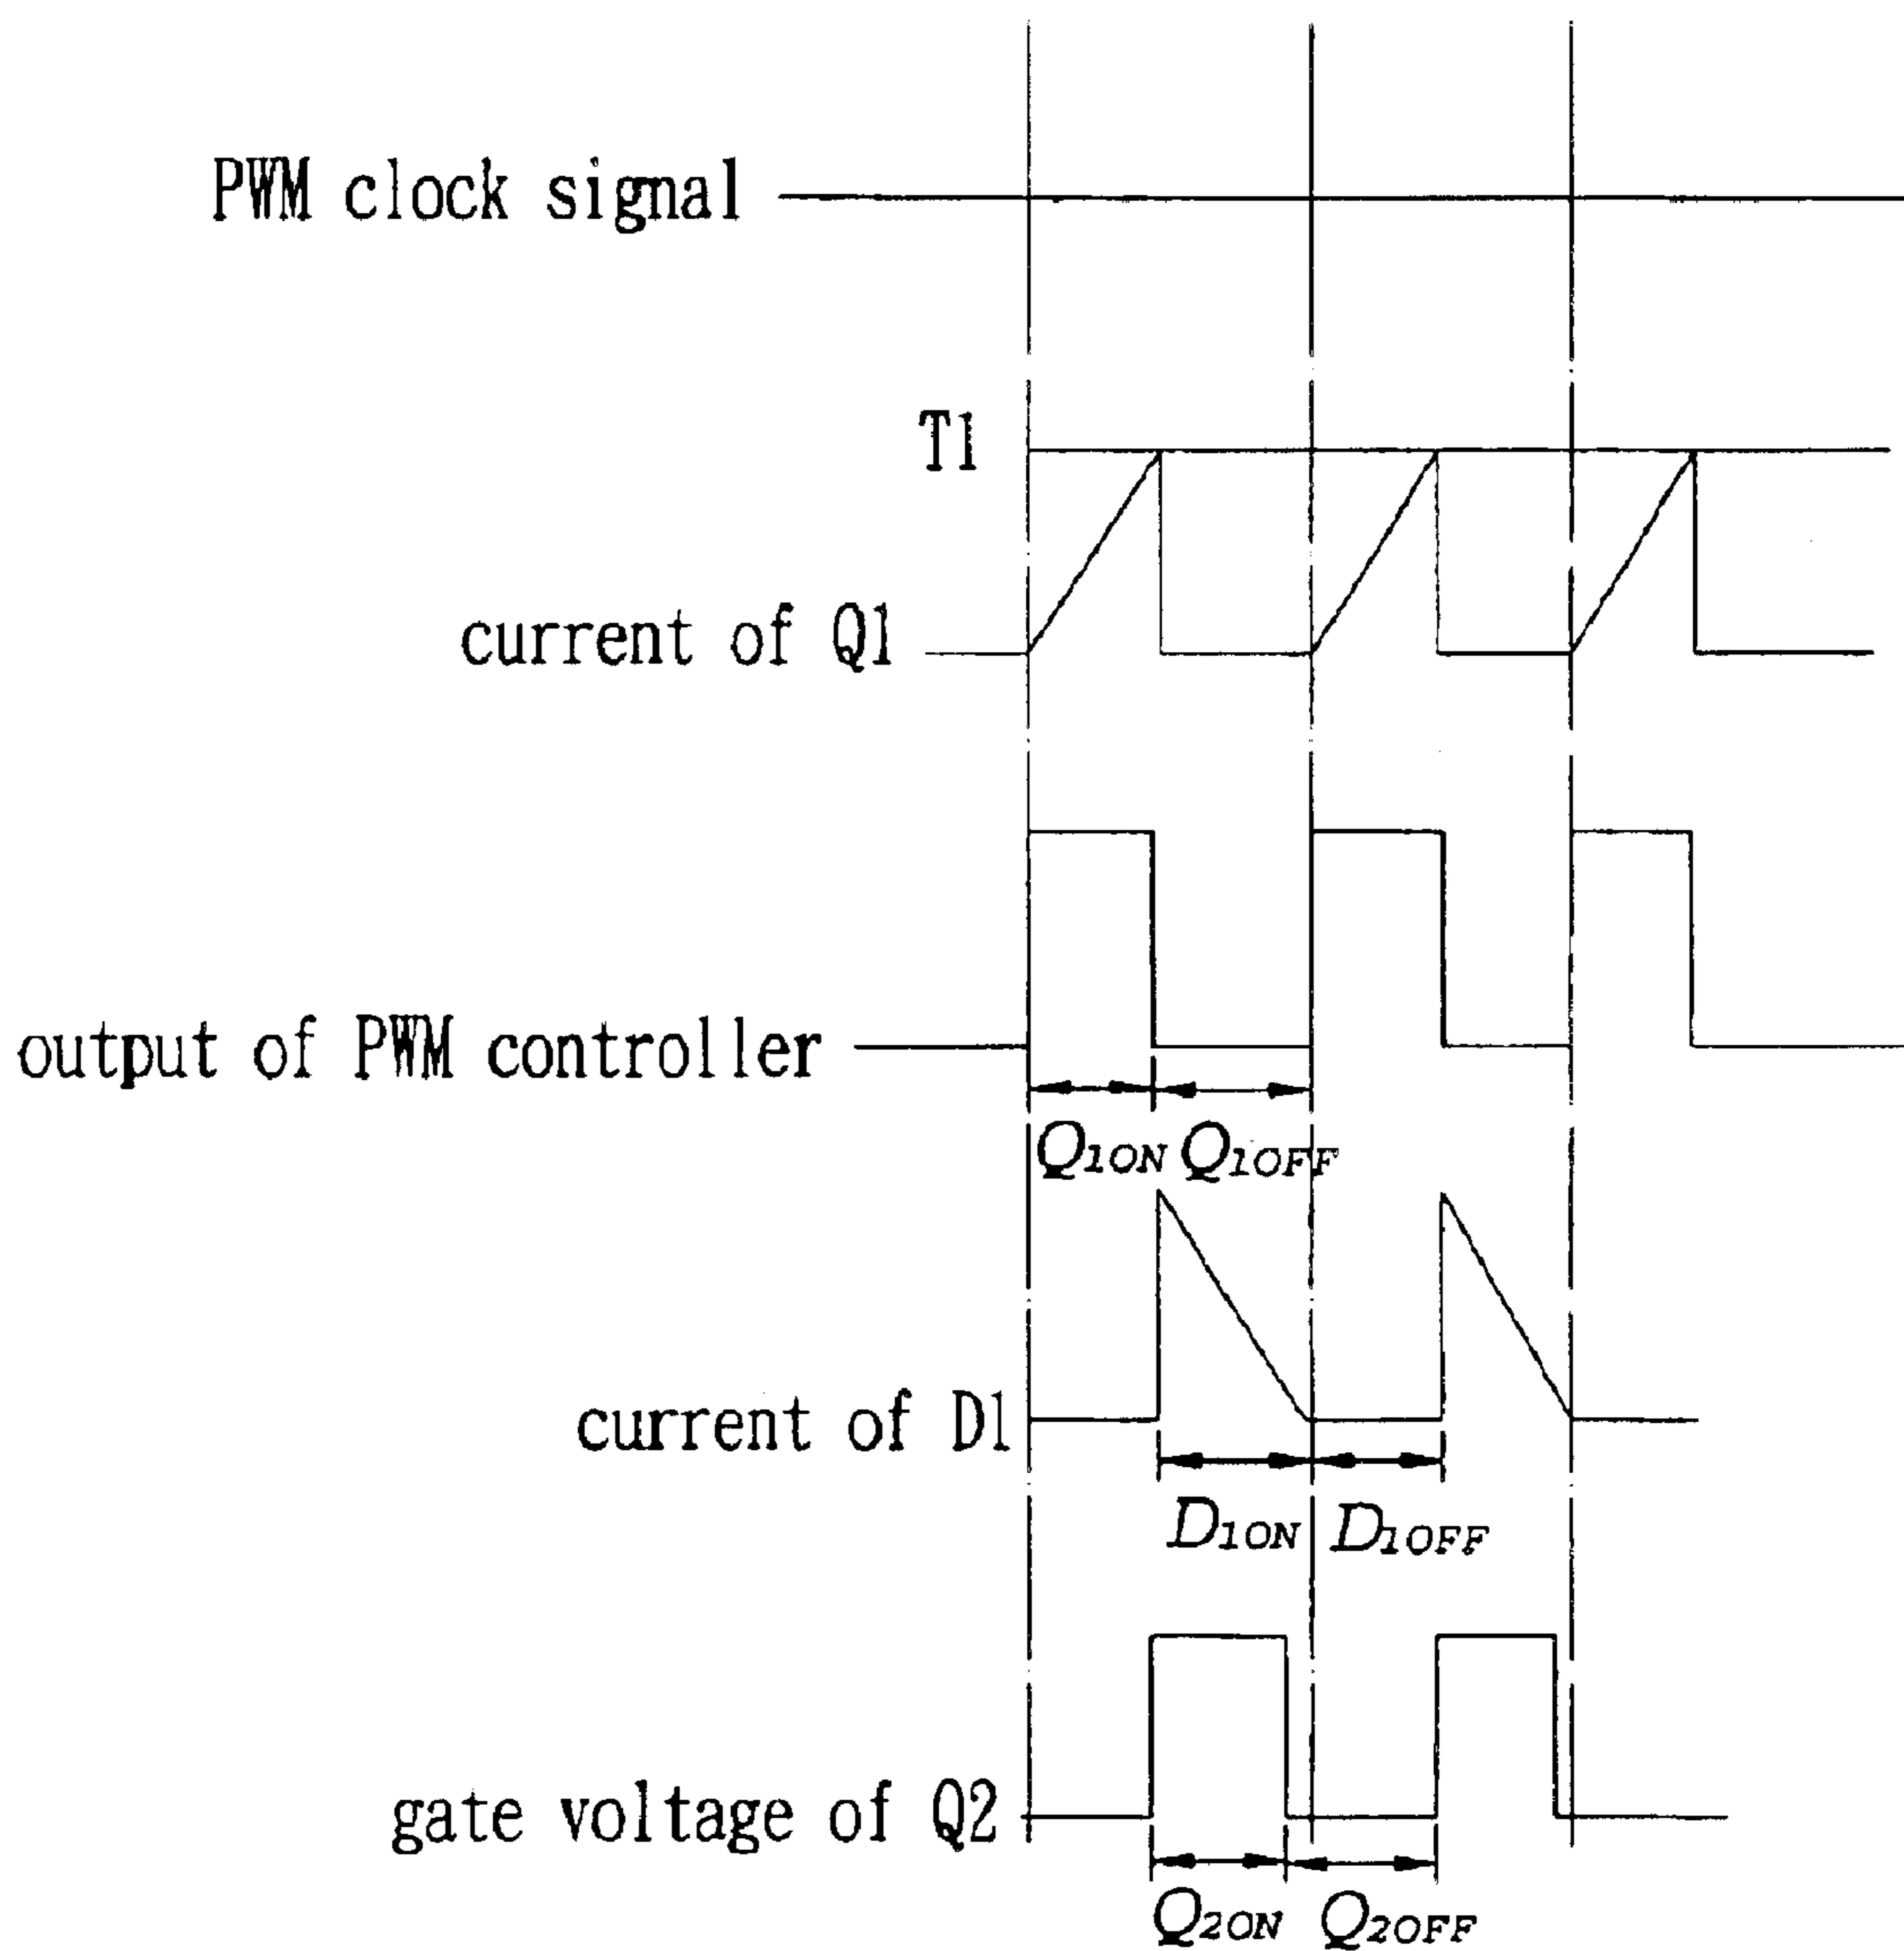 PWM clock signal
T1
current of Q1
output of PWM controller
Q1ON Q1OFF
current of D1
D1ON D1OFF
gate voltage of Q2
Q2ON Q2OFF